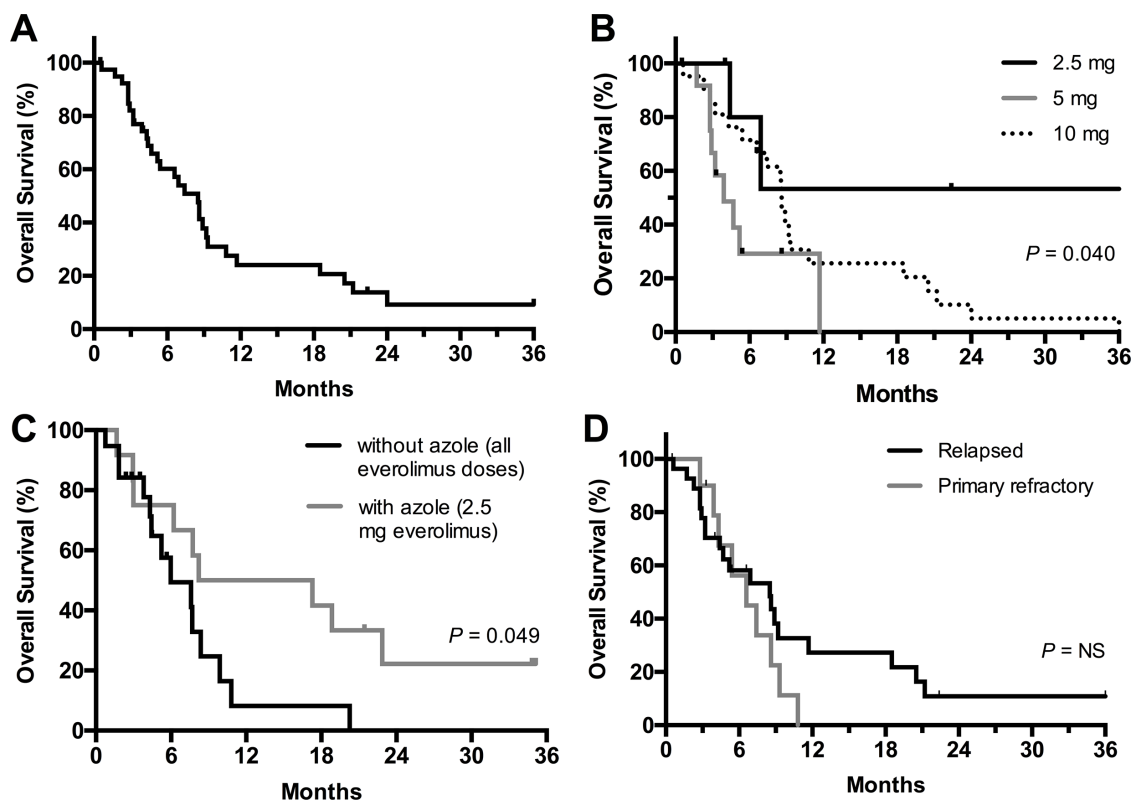 A
Overall Survival (%)
100
80
60
40
20
0
0 6 12 18 24 30 36
Months
B
Overall Survival (%)
100
80
60
40
20
0
2.5 mg
5 mg
10 mg
P = 0.040
0 6 12 18 24 30 36
Months
C
Overall Survival (%)
100
80
60
40
20
0
without azole (all
everolimus doses)
with azole (2.5
mg everolimus)
P = 0.049
0 6 12 18 24 30 36
Months
D
Overall Survival (%)
100
80
60
40
20
0
Relapsed
Primary refractory
P = NS
0 6 12 18 24 30 36
Months